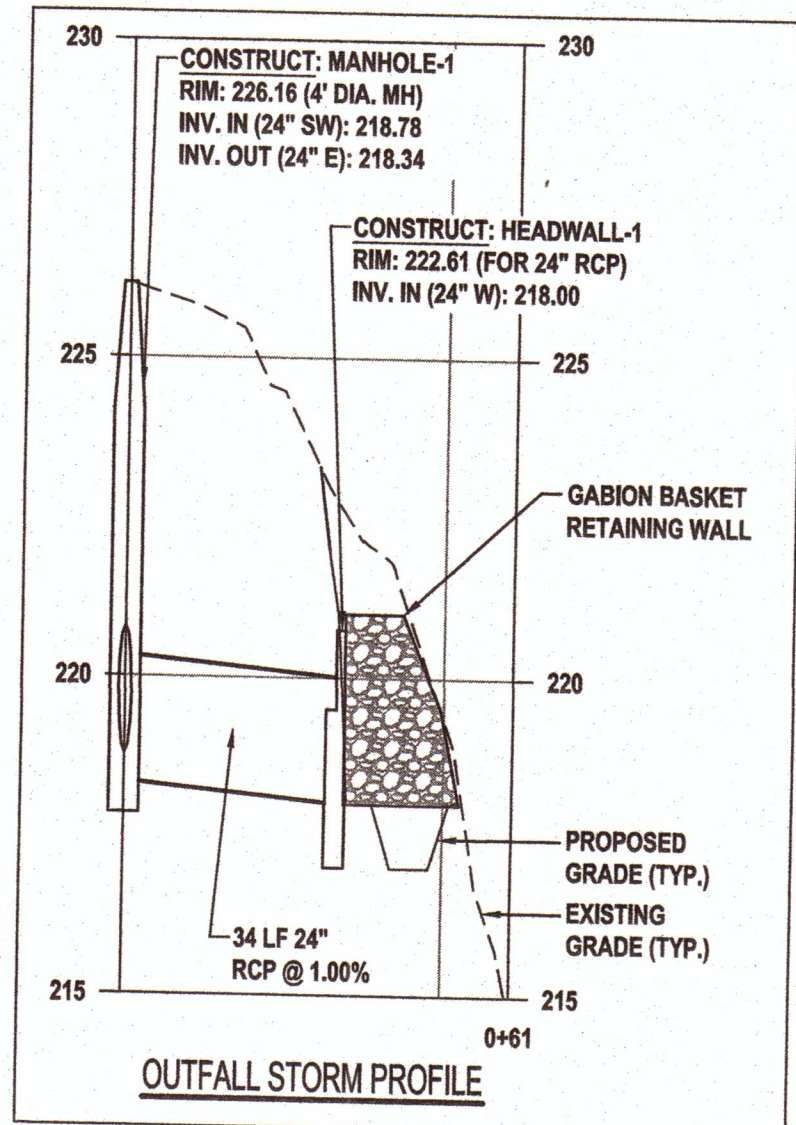 230
230
CONSTRUCT: MANHOLE-1
RIM: 226.16 (4' DIA. MH)
INV. IN (24" SW): 218.78
INV. OUT (24" E): 218.34
CONSTRUCT: HEADWALL-1
RIM: 222.61 (FOR 24" RCP)
INV. IN (24" W): 218.00
225
225
GABION BASKET
RETAINING WALL
220
220
PROPOSED
GRADE (TYP.)
EXISTING
GRADE (TYP.)
34 LF 24"
RCP @ 1.00%
215
215
0+61
OUTFALL STORM PROFILE